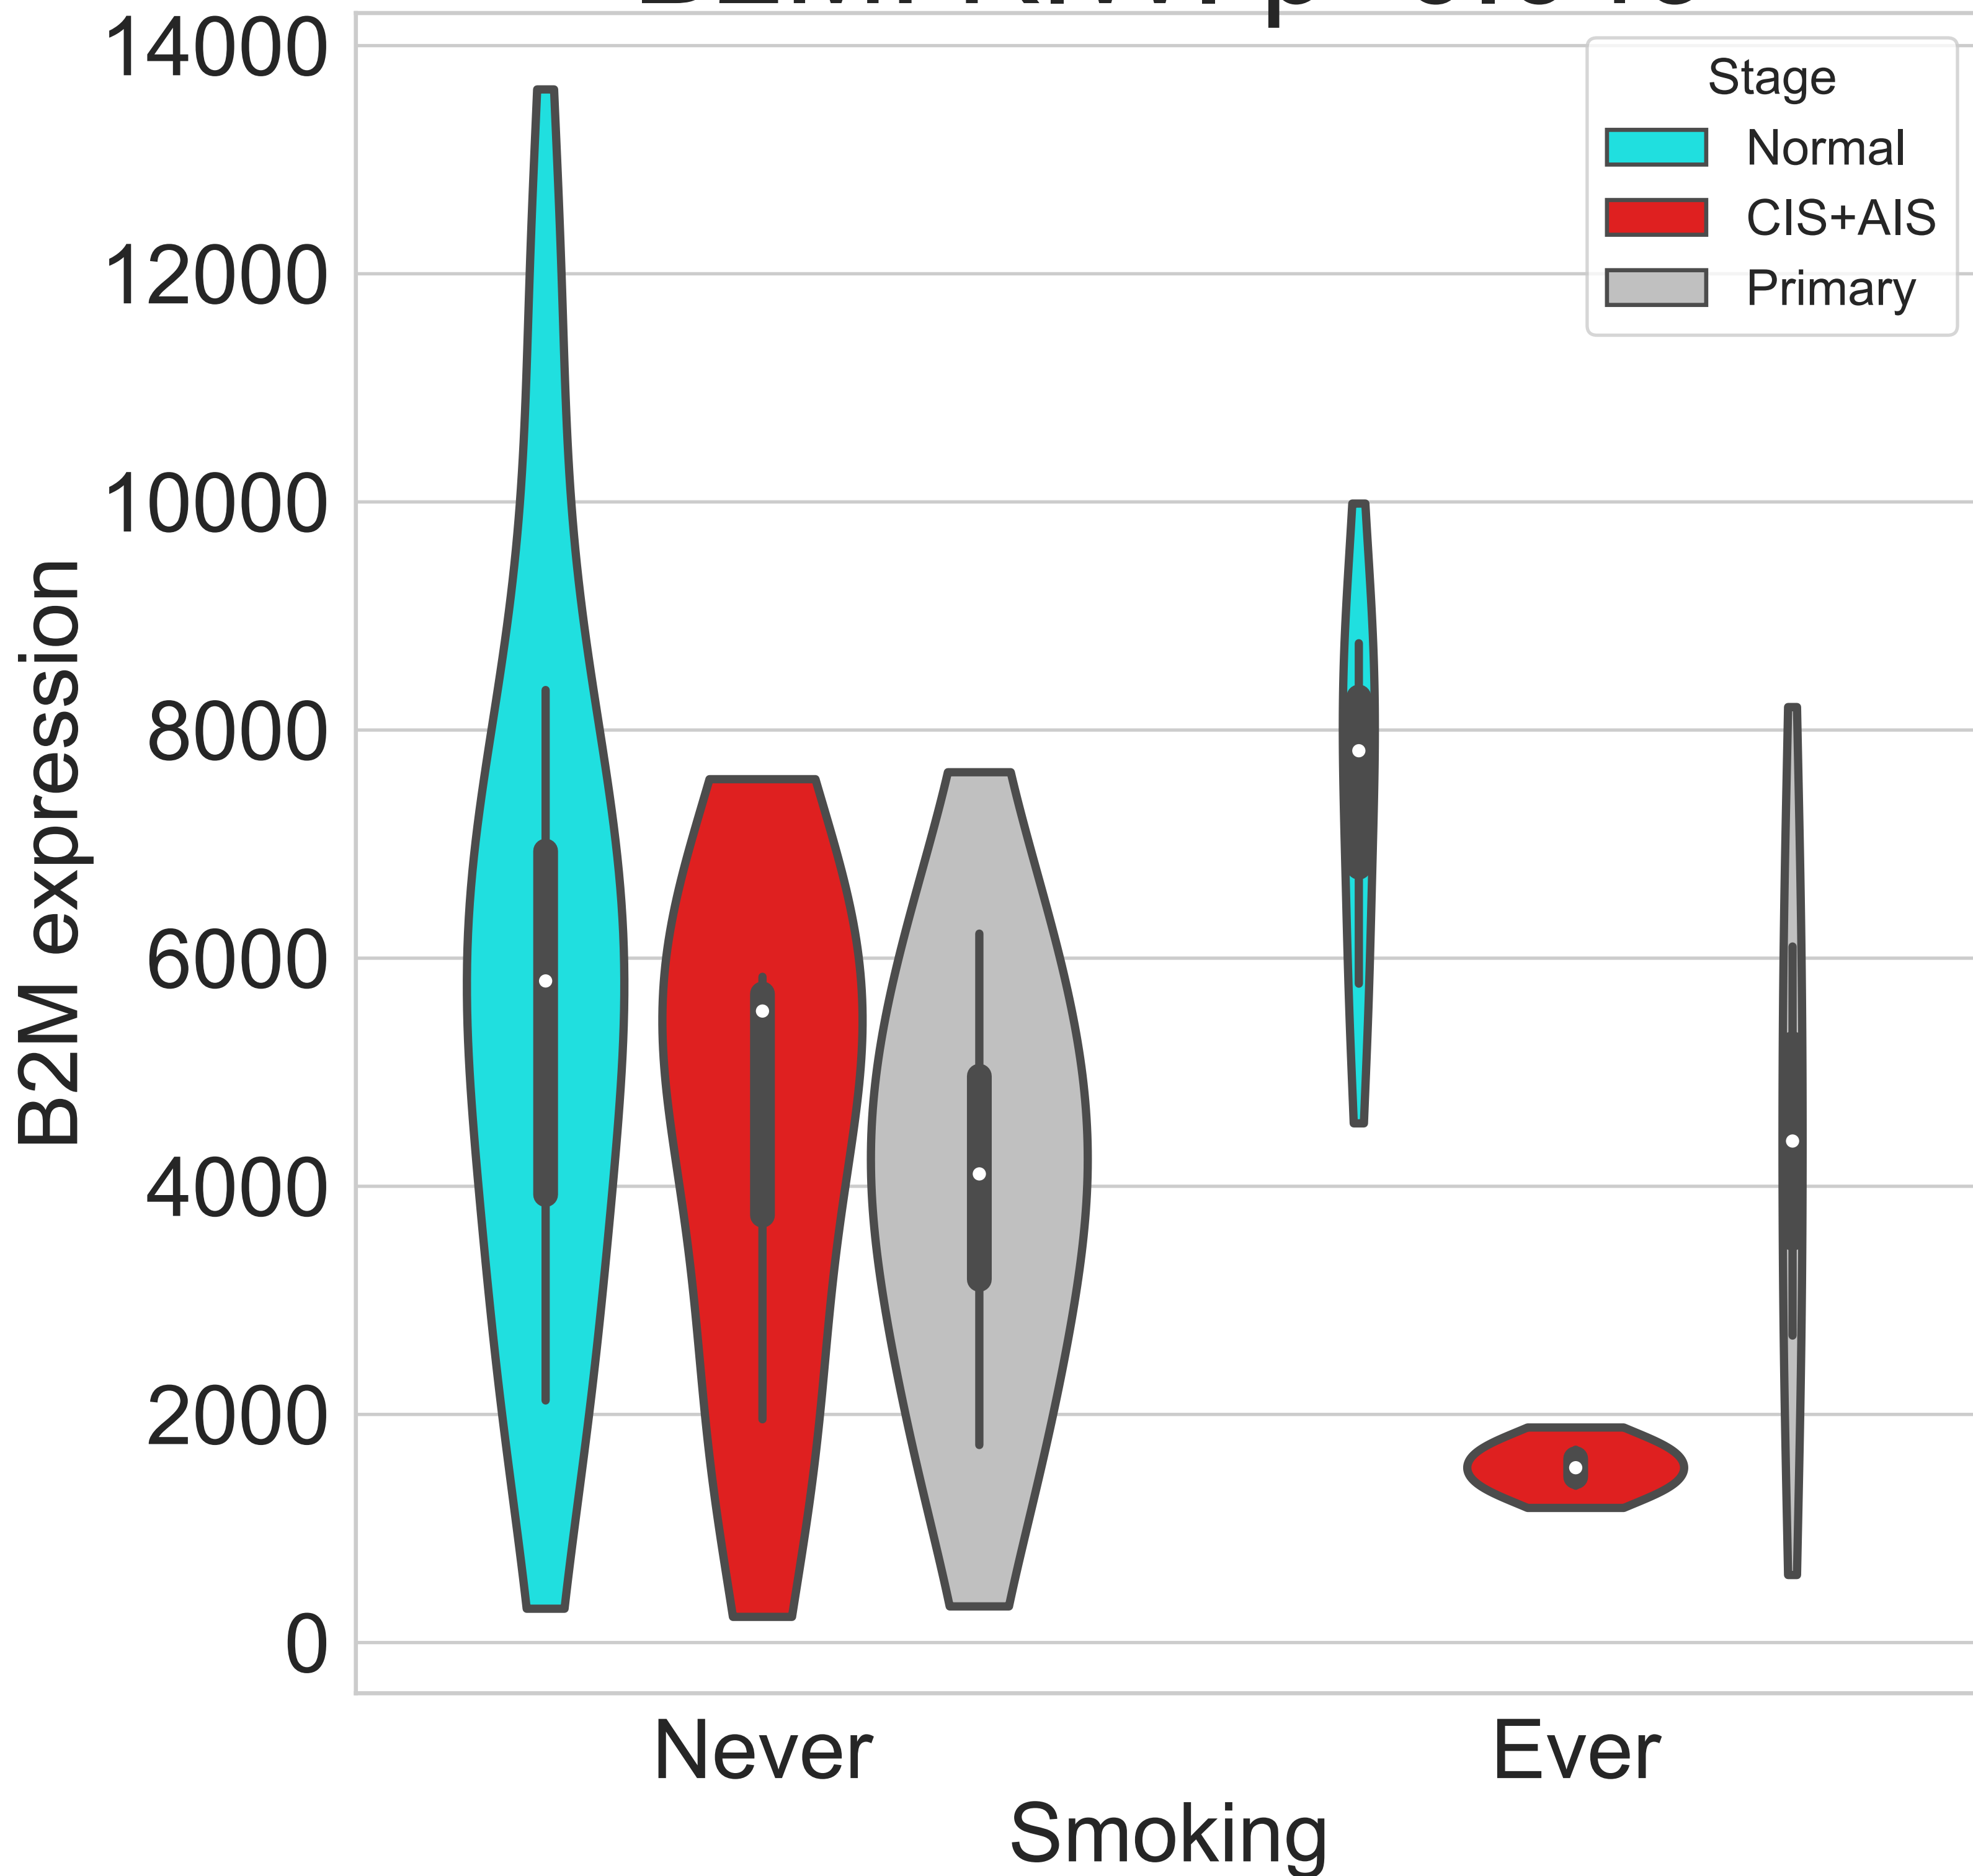 14000
12000
10000
8000
6000
4000
2000
0
B2M expression
Stage
Normal
CIS+AIS
Primary
Never
Ever
Smoking